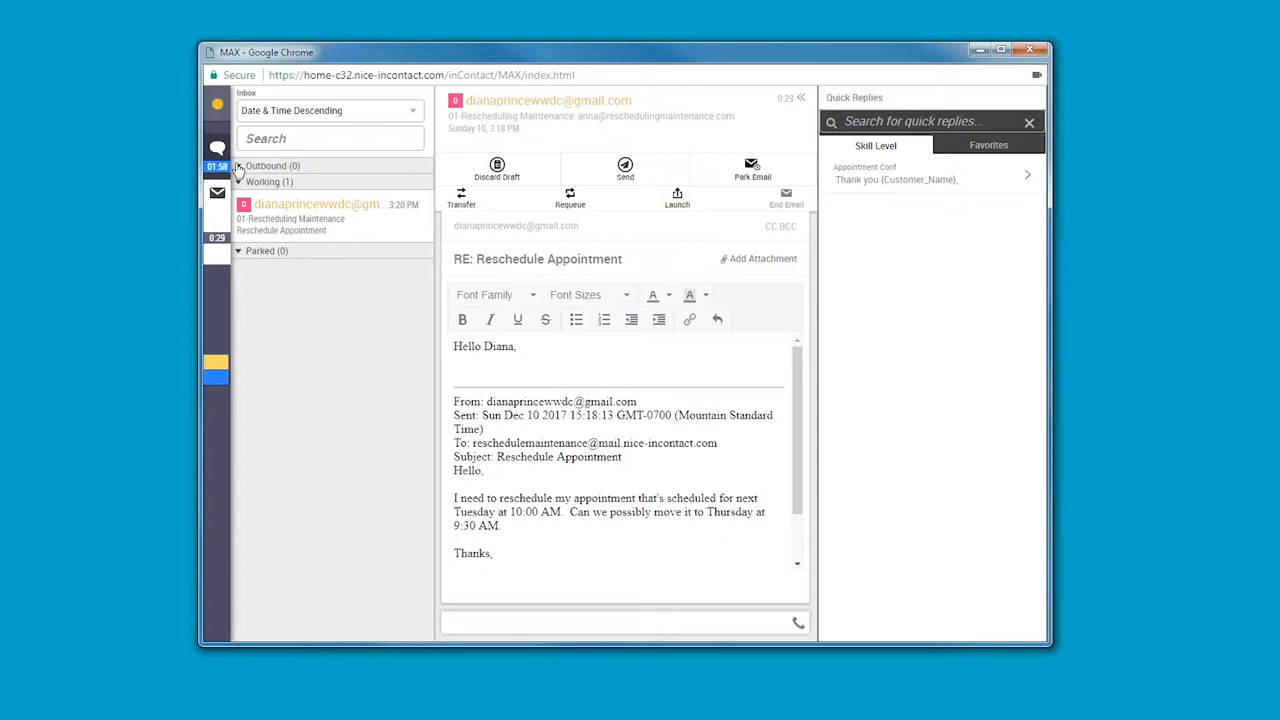 MAX - Google Chrome
Secure https://home-c32.nice-incontact.com/inContact/MAX/index.html
Inbox
Date & Time Descending
Search
01:58
Outbound (0)
Working (1)
D dianaprincewwdc@gm... 3:20 PM
01-Rescheduling Maintenance
Reschedule Appointment
0:29
Parked (0)
D dianaprincewwdc@gmail.com 0:29
01-Rescheduling Maintenance anna@reschedulingmaintenance.com
Sunday 10, 3:18 PM
Discard Draft Send Park Email
Transfer Requeue Launch End Email
dianaprincewwdc@gmail.com CC BCC
RE: Reschedule Appointment Add Attachment
Font Family Font Sizes A A
B I U S
Hello Diana,
From: dianaprincewwdc@gmail.com
Sent: Sun Dec 10 2017 15:18:13 GMT-0700 (Mountain Standard
Time)
To: reschedulemaintenance@mail.nice-incontact.com
Subject: Reschedule Appointment
Hello,
I need to reschedule my appointment that's scheduled for next
Tuesday at 10:00 AM. Can we possibly move it to Thursday at
9:30 AM.
Thanks,
Quick Replies
Search for quick replies...
Skill Level Favorites
Appointment Conf
Thank you {Customer_Name},